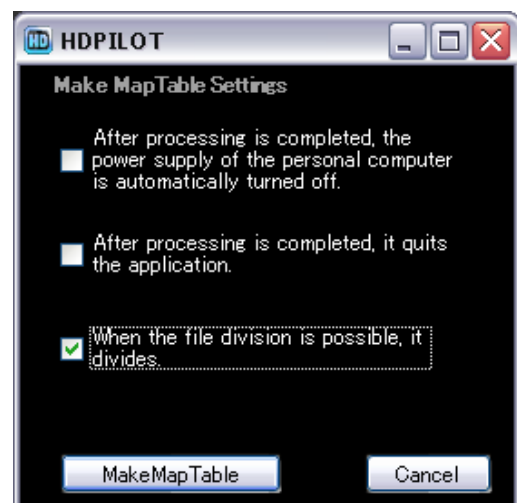 HD HDPILOT
Make MapTable Settings
After processing is completed, the
power supply of the personal computer
is automatically turned off.
After processing is completed, it quits
the application.
When the file division is possible, it
divides.
MakeMapTable Cancel